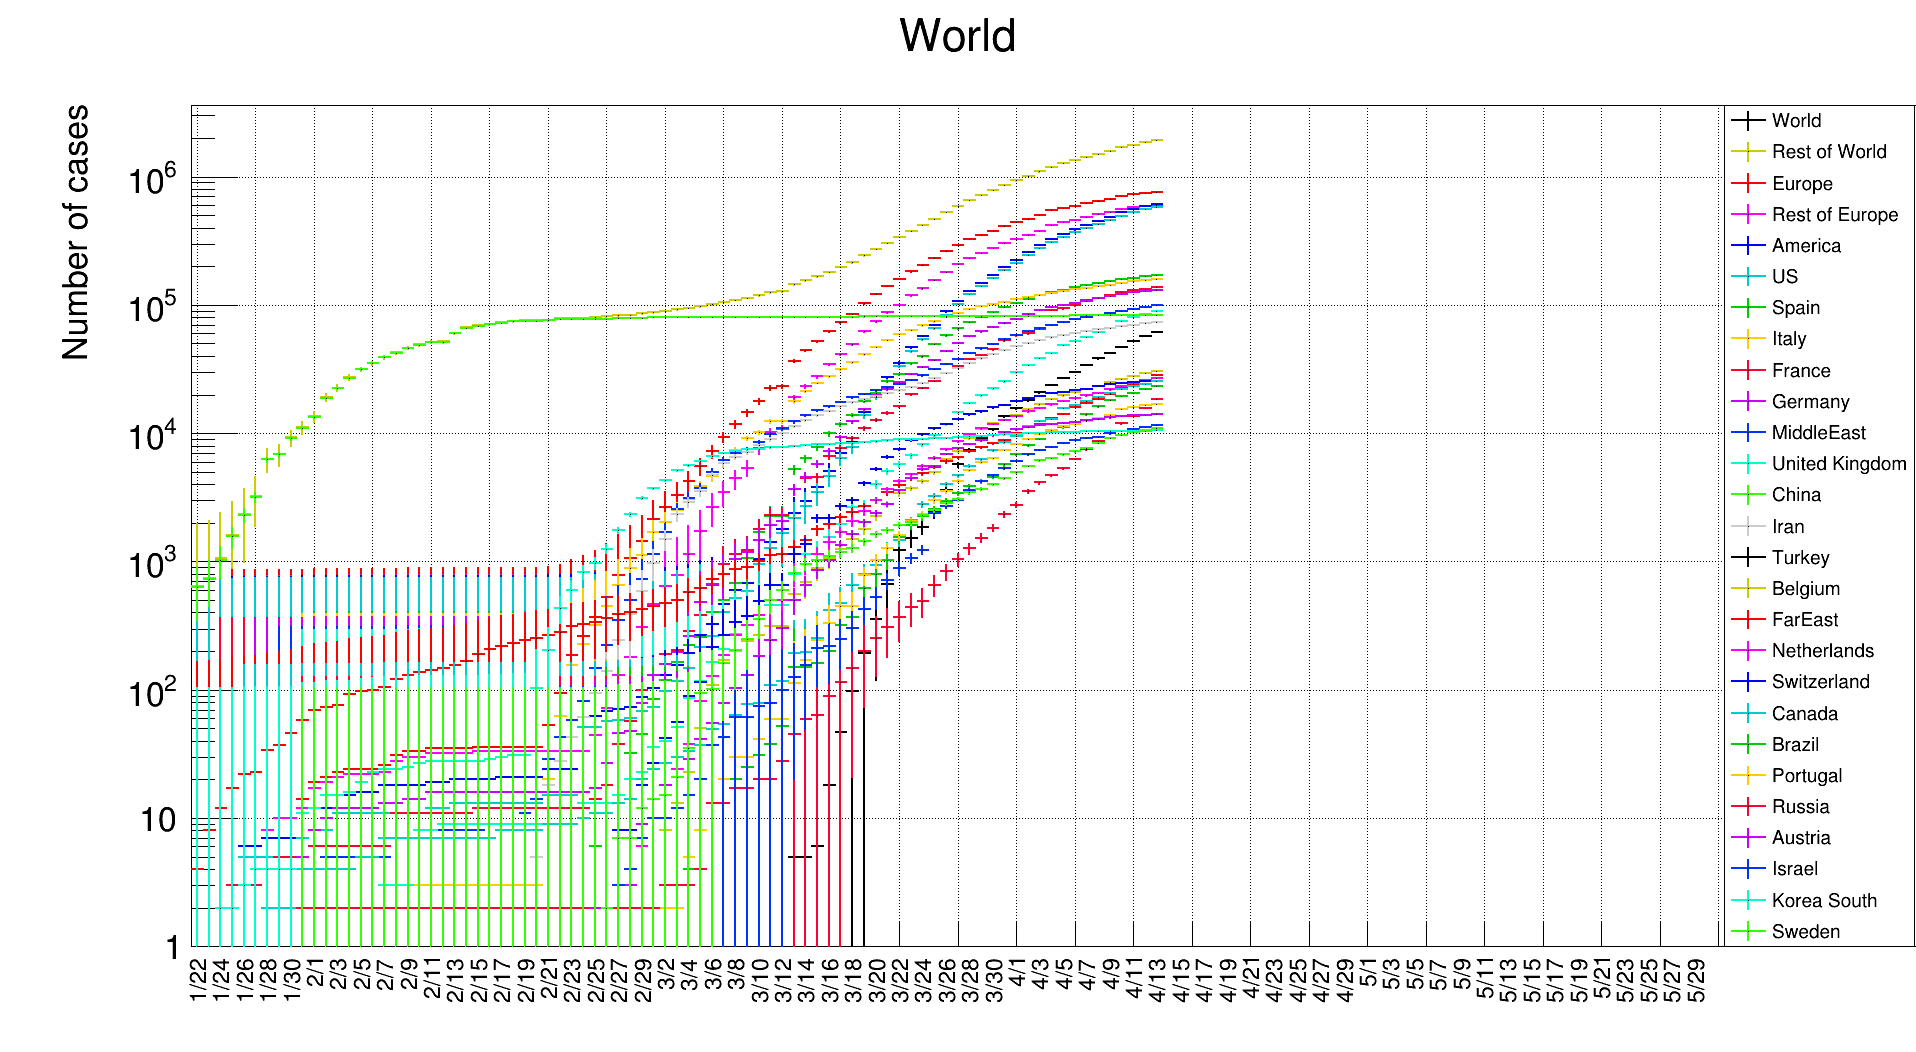 World
Number of cases
10^6
10^5
10^4
10^3
10^2
10
1
1/22
1/24
1/26
1/28
1/30
2/1
2/3
2/5
2/7
2/9
2/11
2/13
2/15
2/17
2/19
2/21
2/23
2/25
2/27
2/29
3/2
3/4
3/6
3/8
3/10
3/12
3/14
3/16
3/18
3/20
3/22
3/24
3/26
3/28
3/30
4/1
4/3
4/5
4/7
4/9
4/11
4/13
4/15
4/17
4/19
4/21
4/23
4/25
4/27
4/29
5/1
5/3
5/5
5/7
5/9
5/11
5/13
5/15
5/17
5/19
5/21
5/23
5/25
5/27
5/29
World
Rest of World
Europe
Rest of Europe
America
US
Spain
Italy
France
Germany
MiddleEast
United Kingdom
China
Iran
Turkey
Belgium
FarEast
Netherlands
Switzerland
Canada
Brazil
Portugal
Russia
Austria
Israel
Korea South
Sweden